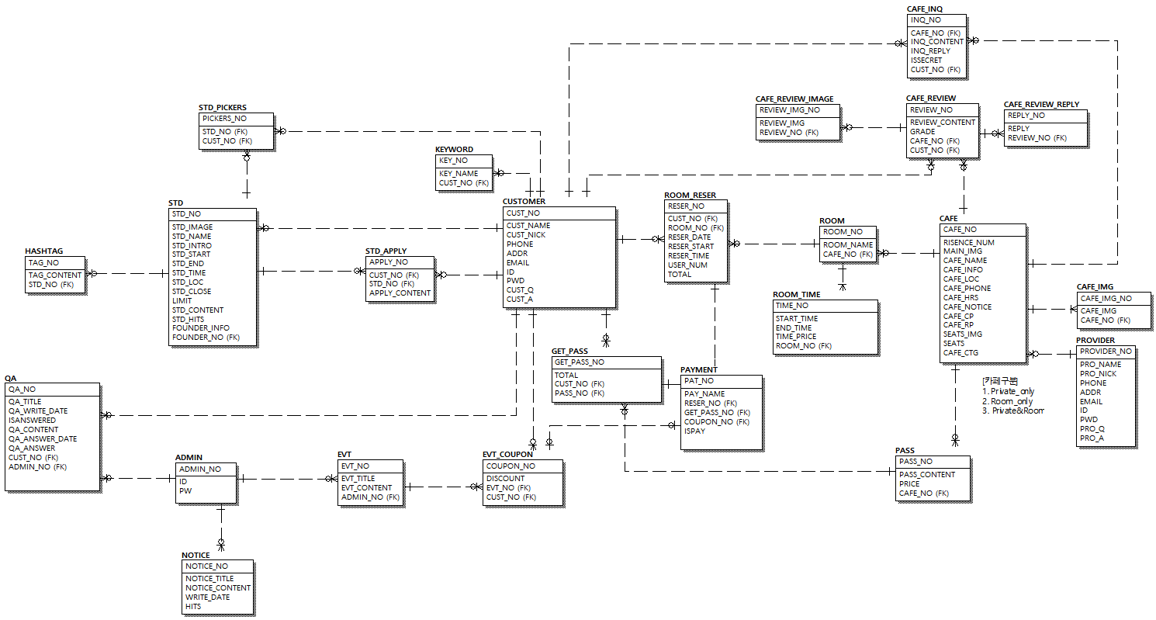 CAFE_INQ
INQ_NO
CAFE_NO (FK)
INQ_CONTENT
INQ_REPLY
ISSECRET
CUST_NO (FK)
CAFE_REVIEW_IMAGE
REVIEW_IMG_NO
REVIEW_IMG
REVIEW_NO (FK)
CAFE_REVIEW
REVIEW_NO
REVIEW_CONTENT
GRADE
CAFE_NO (FK)
CUST_NO (FK)
CAFE_REVIEW_REPLY
REPLY_NO
REPLY
REVIEW_NO (FK)
STD_PICKERS
PICKERS_NO
STD_NO (FK)
CUST_NO (FK)
KEYWORD
KEY_NO
KEY_NAME
CUST_NO (FK)
STD
STD_NO
STD_IMAGE
STD_NAME
STD_INTRO
STD_START
STD_END
STD_TIME
STD_LOC
STD_CLOSE
LIMIT
STD_CONTENT
STD_HITS
FOUNDER_INFO
FOUNDER_NO (FK)
CUSTOMER
CUST_NO
CUST_NAME
CUST_NICK
PHONE
ADDR
EMAIL
ID
PWD
CUST_Q
CUST_A
ROOM_RESER
RESER_NO
CUST_NO (FK)
ROOM_NO (FK)
RESER_DATE
RESER_START
RESER_TIME
USER_NUM
TOTAL
ROOM
ROOM_NO
ROOM_NAME
CAFE_NO (FK)
CAFE
CAFE_NO
RISENCE_NUM
MAIN_IMG
CAFE_NAME
CAFE_INFO
CAFE_LOC
CAFE_PHONE
CAFE_HRS
CAFE_NOTICE
CAFE_CP
CAFE_RP
SEATS_IMG
SEATS
CAFE_CTG
HASHTAG
TAG_NO
TAG_CONTENT
STD_NO (FK)
STD_APPLY
APPLY_NO
CUST_NO (FK)
STD_NO (FK)
APPLY_CONTENT
ROOM_TIME
TIME_NO
START_TIME
END_TIME
TIME_PRICE
ROOM_NO (FK)
CAFE_IMG
CAFE_IMG_NO
CAFE_IMG
CAFE_NO (FK)
PROVIDER
PROVIDER_NO
PRO_NAME
PRO_NICK
PHONE
ADDR
EMAIL
ID
PWD
PRO_Q
PRO_A
GET_PASS
GET_PASS_NO
TOTAL
CUST_NO (FK)
PASS_NO (FK)
PAYMENT
PAT_NO
PAY_NAME
RESER_NO (FK)
GET_PASS_NO (FK)
COUPON_NO (FK)
ISPAY
[카페구분]
1. Private_only
2. Room_only
3. Private&Room
QA
QA_NO
QA_TITLE
QA_WRITE_DATE
ISANSWERED
QA_CONTENT
QA_ANSWER_DATE
QA_ANSWER
CUST_NO (FK)
ADMIN_NO (FK)
ADMIN
ADMIN_NO
ID
PW
EVT
EVT_NO
EVT_TITLE
EVT_CONTENT
ADMIN_NO (FK)
EVT_COUPON
COUPON_NO
DISCOUNT
EVT_NO (FK)
CUST_NO (FK)
PASS
PASS_NO
PASS_CONTENT
PRICE
CAFE_NO (FK)
NOTICE
NOTICE_NO
NOTICE_TITLE
NOTICE_CONTENT
WRITE_DATE
HITS